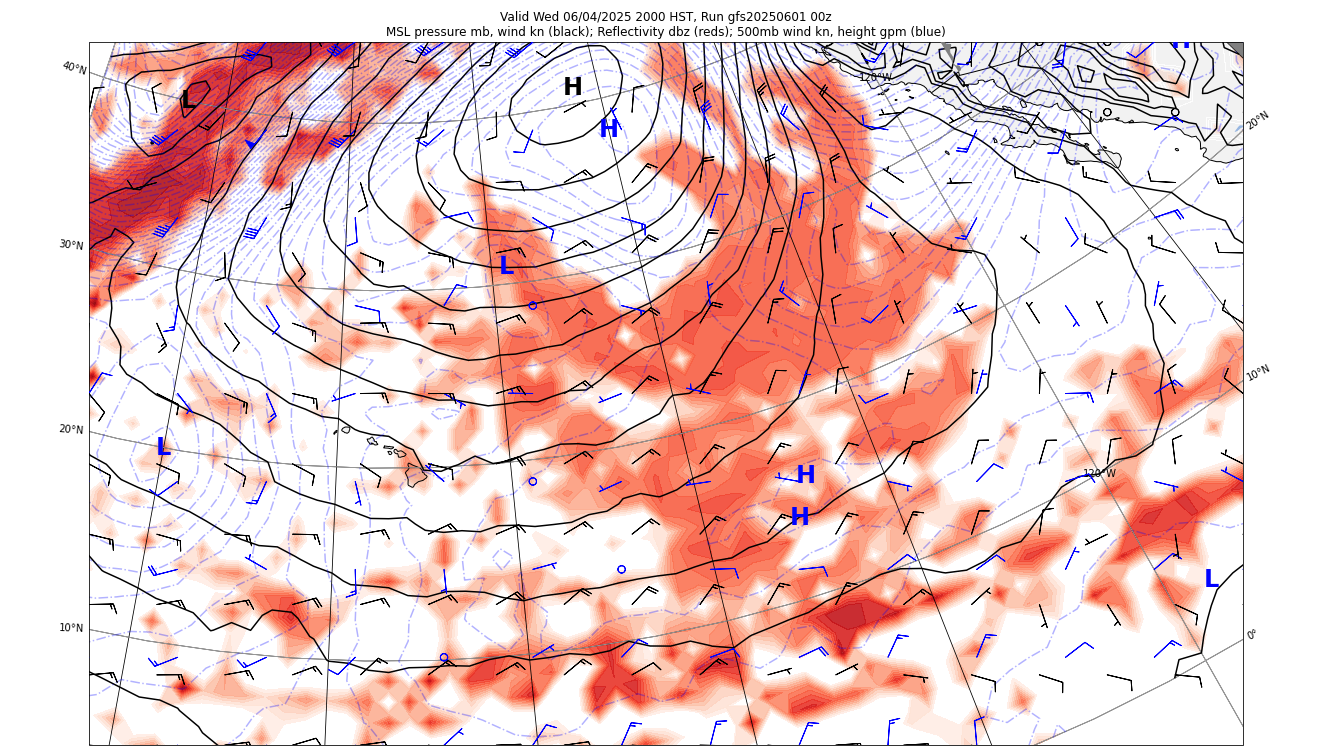 Valid Wed 06/04/2025 2000 HST, Run gfs20250601 00z
MSL pressure mb, wind kn (black); Reflectivity dbz (reds); 500mb wind kn, height gpm (blue)
H
40°N
120°W
H
L
H
20°N
30°N
L
10°N
20°N
L
H
120°W
H
L
10°N
0°